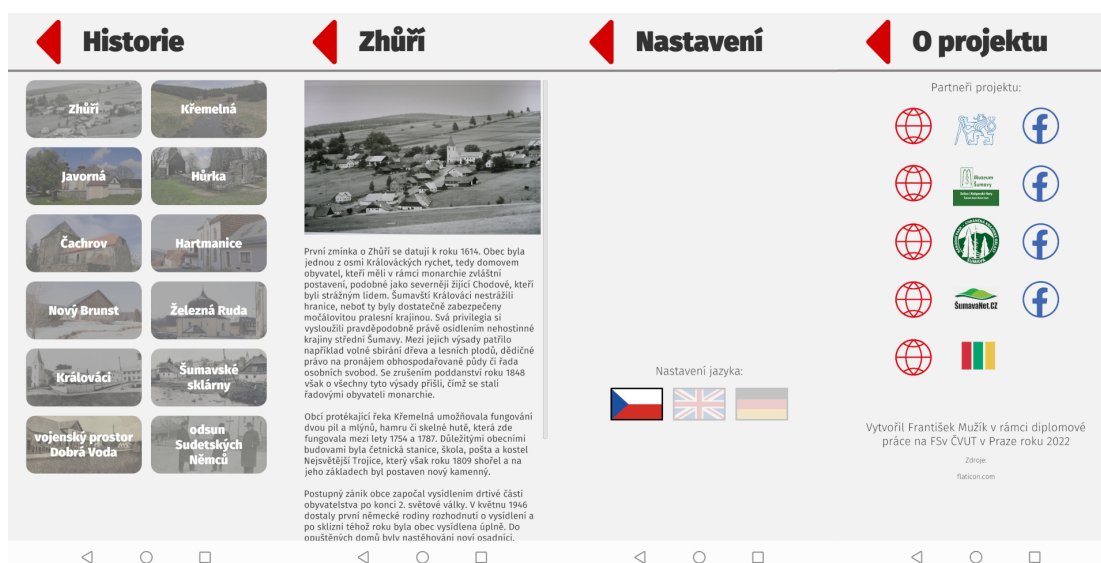 Historie
Zhůří
Křemelná
Javorná
Hůrka
Čachrov
Hartmanice
Nový Brunst
Železná Ruda
Králováci
Šumavské
sklárny
vojenský prostor
Dobrá Voda
odsun
Sudetských
Němců
Zhůří
První zmínka o Zhůří se datují k roku 1614. Obec byla
jednou z osmi Králováckých rychet, tedy domovem
obyvatel, kteří měli v rámci monarchie zvláštní
postavení, podobné jako severněji žijící Chodové, kteří
byli strážným lidem. Šumavští Králováci nestrážili
hranice, neboť ty byly dostatečně zabezpečeny
močálovitou pralesní krajinou. Svá privilegia si
vysloužili pravděpodobně právě osídlením nehostinné
krajiny střední Šumavy. Mezi jejich výsady patřilo
například volné sbírání dřeva a lesních plodů, dědičné
právo na pronájem obhospodařované půdy či řada
osobních svobod. Se zrušením poddanství roku 1848
však o všechny tyto výsady přišli, čímž se stali
řadovými obyvateli monarchie.
Obcí protékající řeka Křemelná umožňovala fungování
dvou pil a mlýnů, hamru či skelné hutě, která zde
fungovala mezi lety 1754 a 1787. Důležitými obecními
budovami byla četnická stanice, škola, pošta a kostel
Nejsvětější Trojice, který však roku 1809 shořel a na
jeho základech byl postaven nový kamenný.
Postupný zánik obce započal vysídlením drtivé části
obyvatelstva po konci 2. světové války. V květnu 1946
dostaly první německé rodiny rozhodnutí o vysídlení a
po sklizni téhož roku byla obec vysídlena úplně. Do
opuštěných domů byly nastěhováni noví osadníci.
Nastavení
Nastavení jazyka:
O projektu
Partneři projektu:
Museum
Šumavy
ŠUMAVA
ŠumavaNet.CZ
Vytvořil František Mužík v rámci diplomové
práce na FSv ČVUT v Praze roku 2022
Zdroje:
flaticon.com